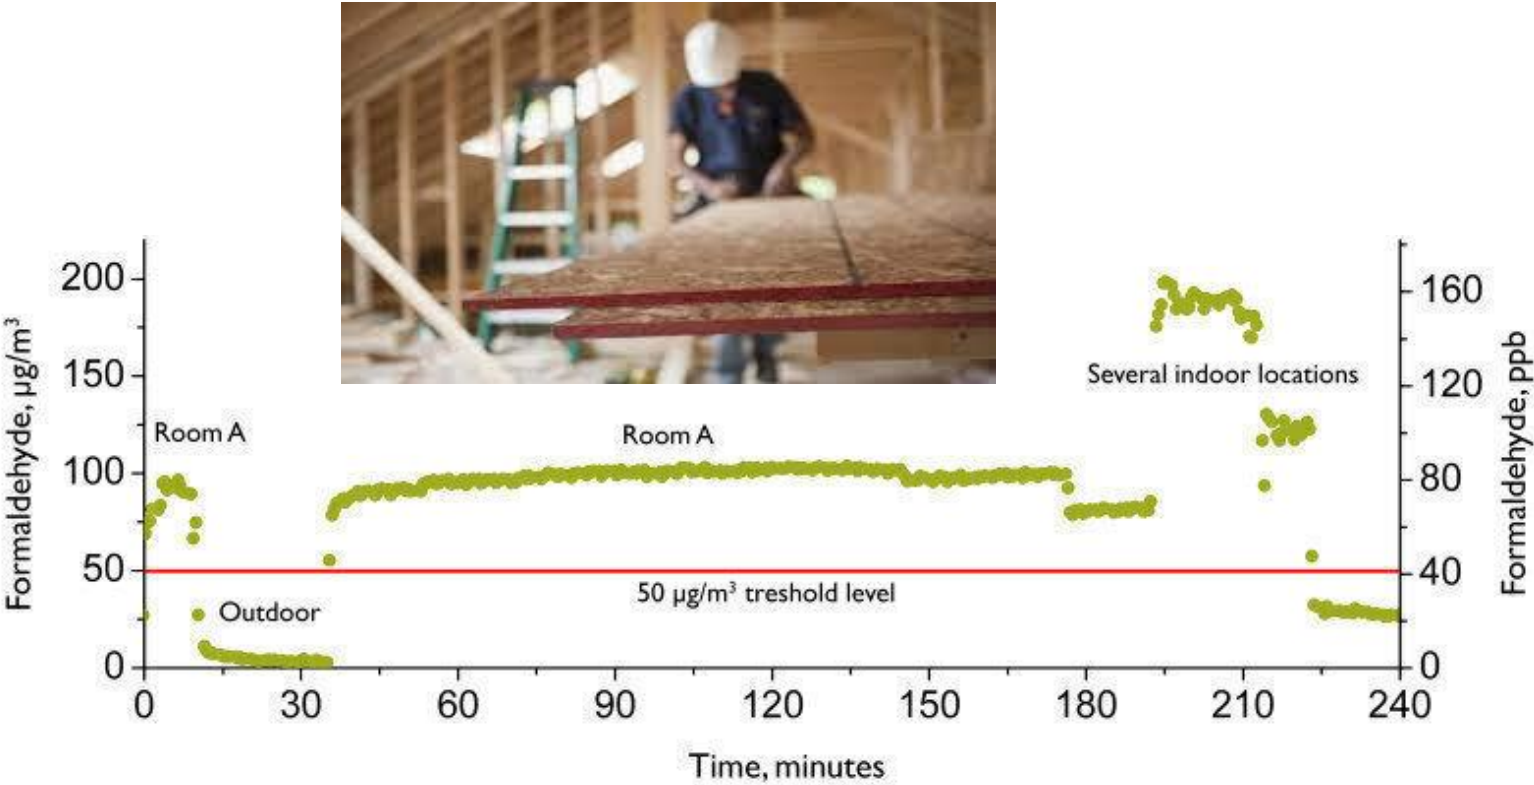 200
150
100
50
0
Formaldehyde, µg/m³
160
120
80
40
0
Formaldehyde, ppb
Several indoor locations
Room A
Room A
50 µg/m³ treshold level
Outdoor
0 30 60 90 120 150 180 210 240
Time, minutes